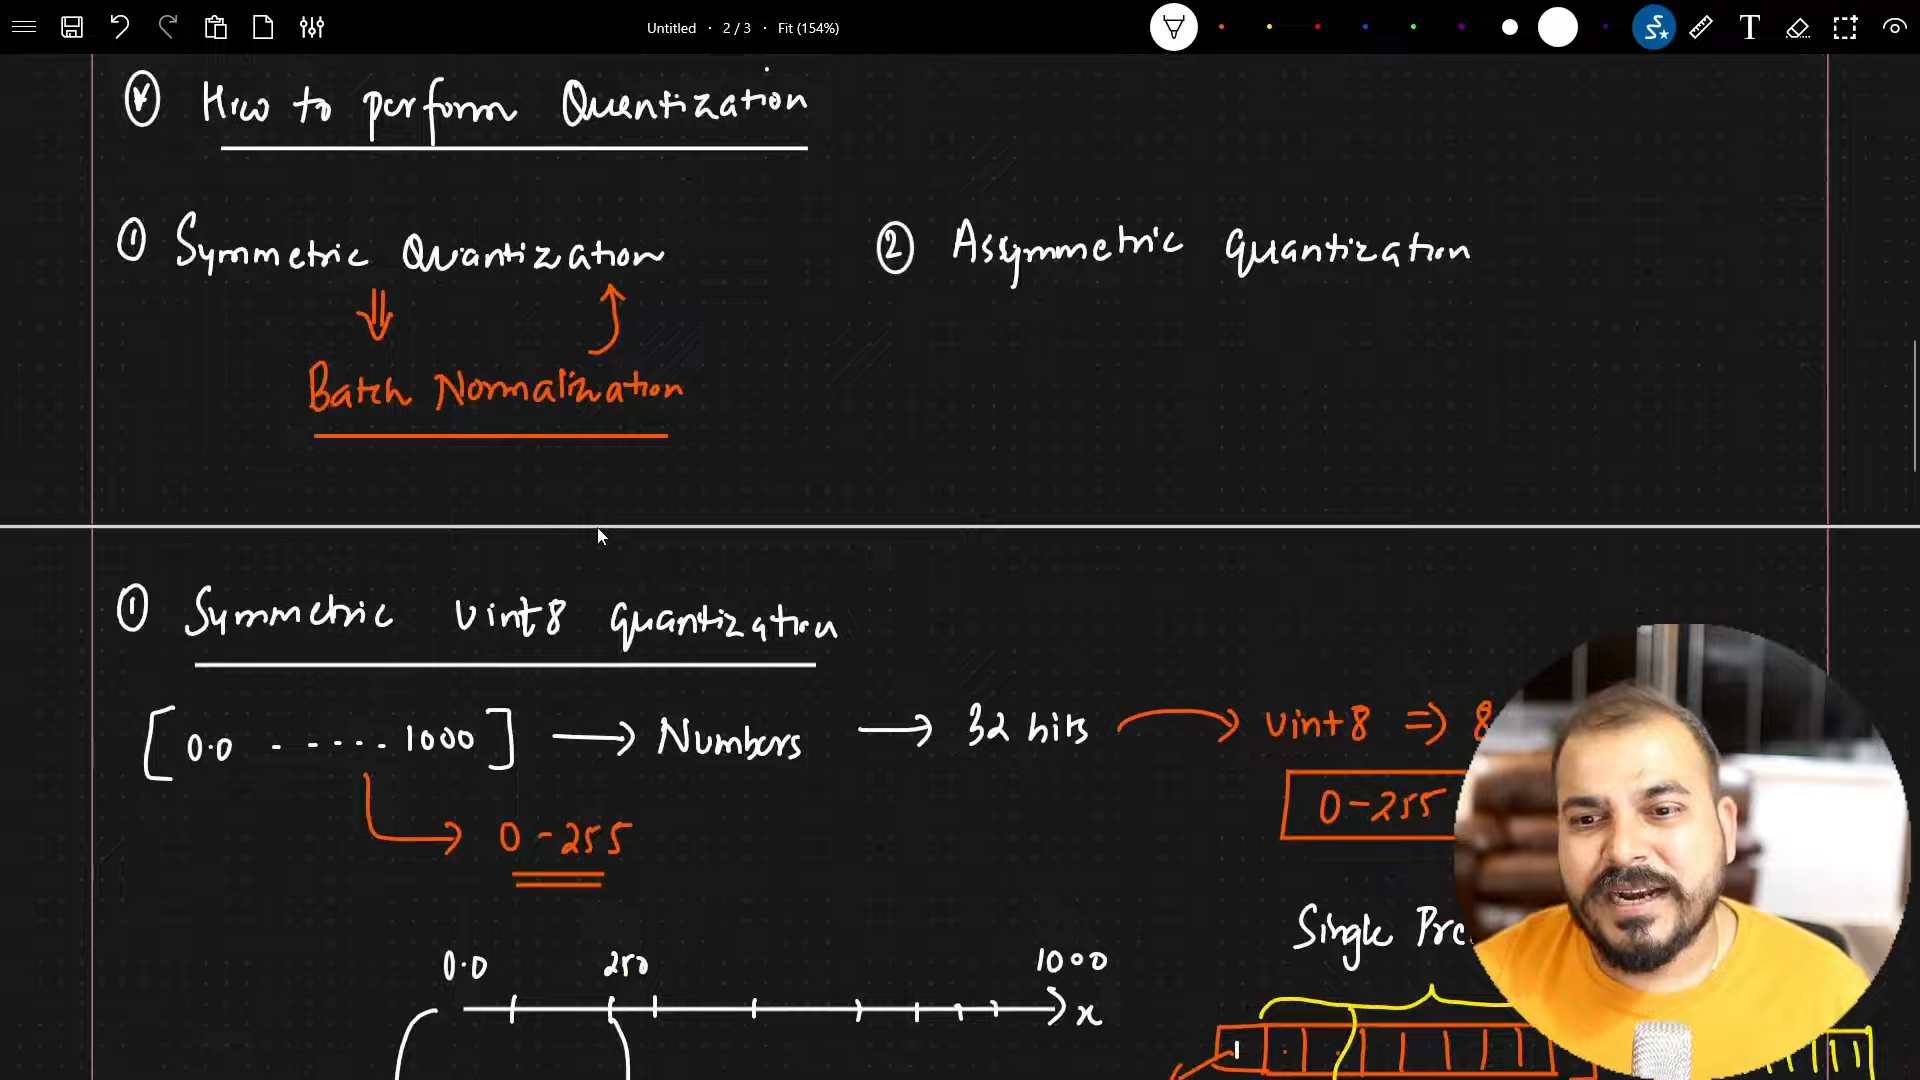 Untitled · 2 / 3 · Fit (154%)
How to perform Quantization
① Symmetric Quantization
② Assymmetric Quantization
Batch Normalization
① Symmetric Uint8 quantization
[0.0 ------ 1000] → Numbers → 32 bits → Uint8 ⇒ 8
0-255
0-255
Single
0.0 250 1000
x